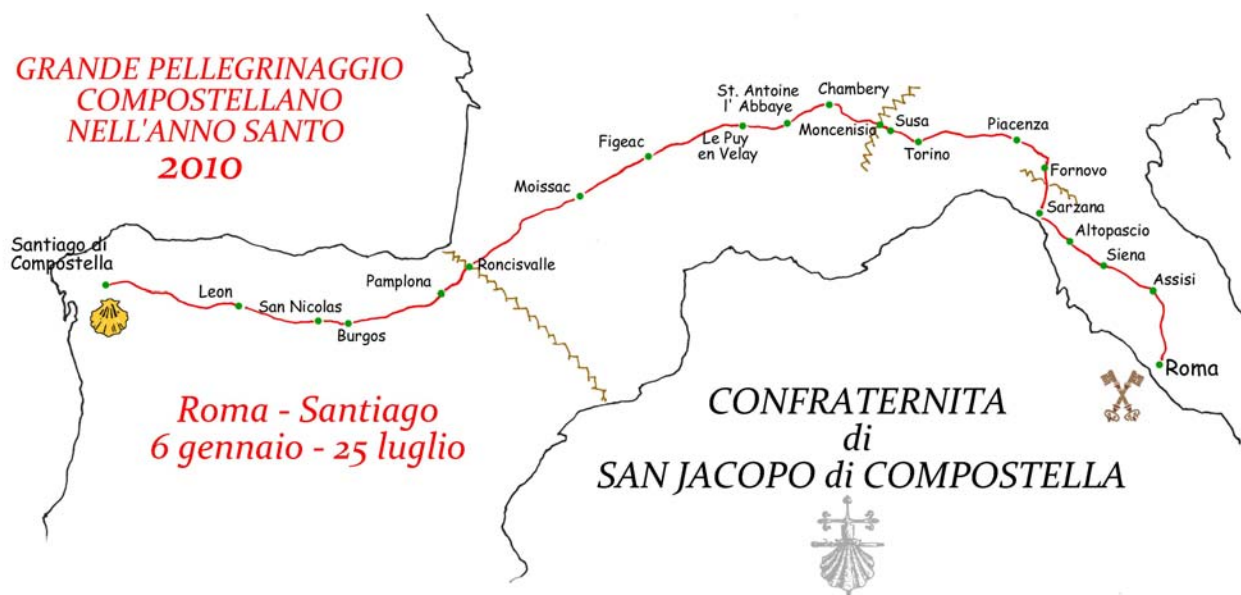 GRANDE PELLEGRINAGGIO
COMPOSTELLANO
NELL'ANNO SANTO
2010
St. Antoine
l' Abbaye
Chambery
Le Puy
en Velay
Moncenisia
Susa
Torino
Piacenza
Fornovo
Figeac
Moissac
Sarzana
Altopascio
Siena
Assisi
Roma
Santiago di
Compostella
Leon
San Nicolas
Burgos
Pamplona
Roncisvalle
Roma - Santiago
6 gennaio - 25 luglio
CONFRATERNITA
di
SAN JACOPO di COMPOSTELLA